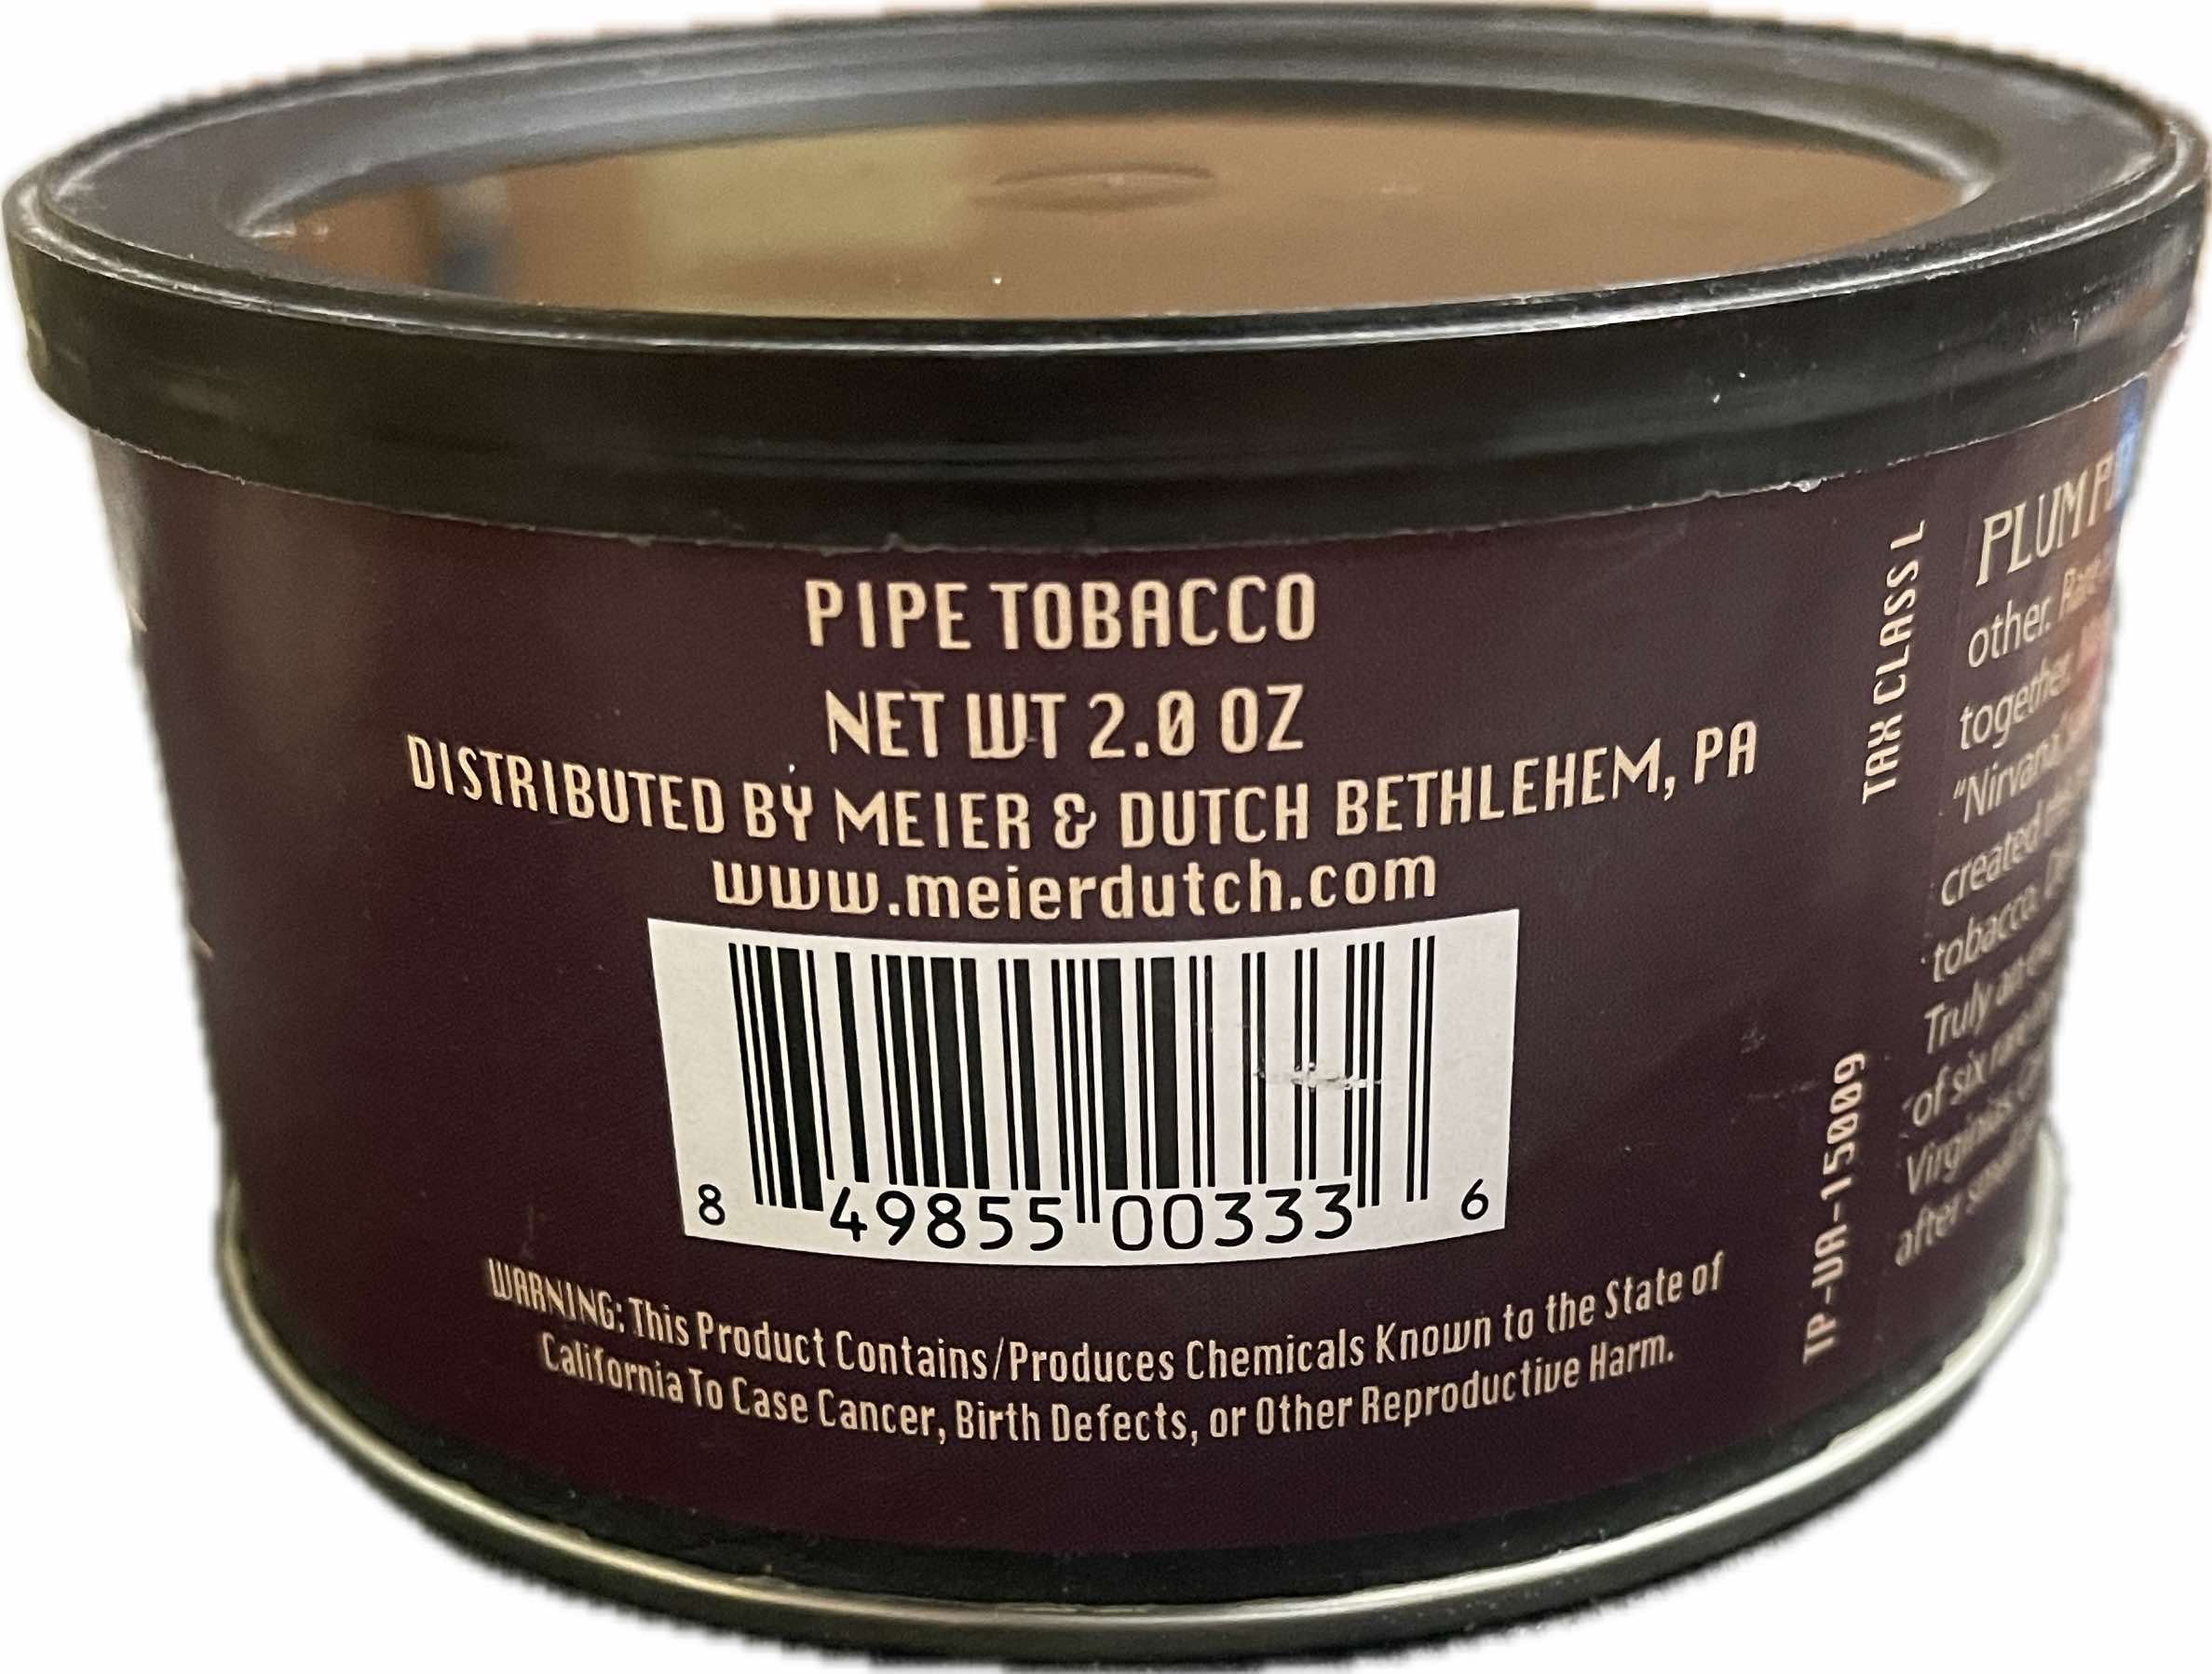 PIPE TOBACCO
NET WT 2.0 OZ
DISTRIBUTED BY MEIER & DUTCH BETHLEHEM, PA
www.meierdutch.com
8 49855 00333 6
WARNING: This Product Contains/Produces Chemicals Known to the State of
California To Case Cancer, Birth Defects, or Other Reproductive Harm.
TAX CLASS L
TP-VA-15009
other.
together.
"Nirvana
created
tobacco.
Truly an
of six
after